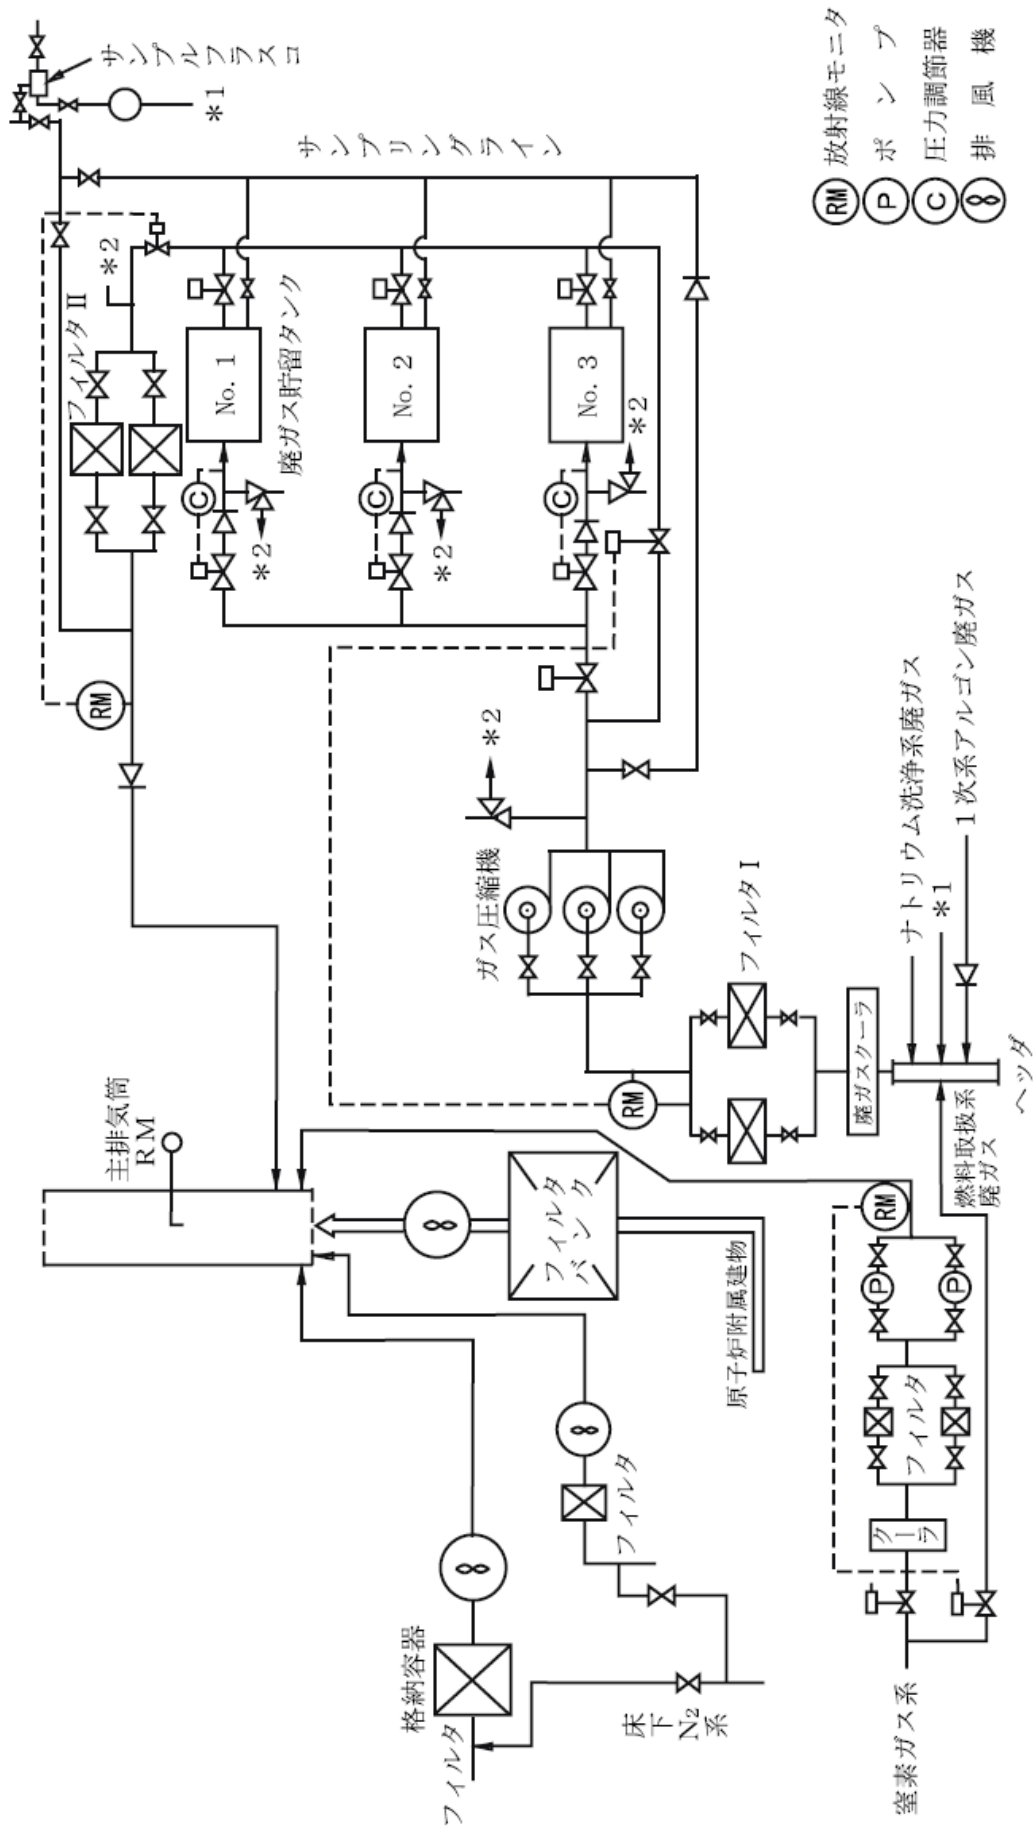 主排気筒
RM
格納容器
フィルタ
床下N₂系
フィルタ
フィルタ
バンク
原子炉附属建物
窒素ガス系
クーラ
フィルタ
P
P
RM
燃料取扱系
廃ガス
ヘッダ
ナトリウム洗浄系廃ガス
*1
1次系アルゴン廃ガス
廃ガスクーラ
フィルタⅠ
RM
ガス圧縮機
*2
RM
フィルタⅡ
*2
C
*2
No. 1
廃ガス貯留タンク
C
*2
No. 2
C
*2
No. 3
サンプリングライン
サンプルフラスコ
*1
RM 放射線モニタ
P ポンプ
C 圧力調節器
排風機